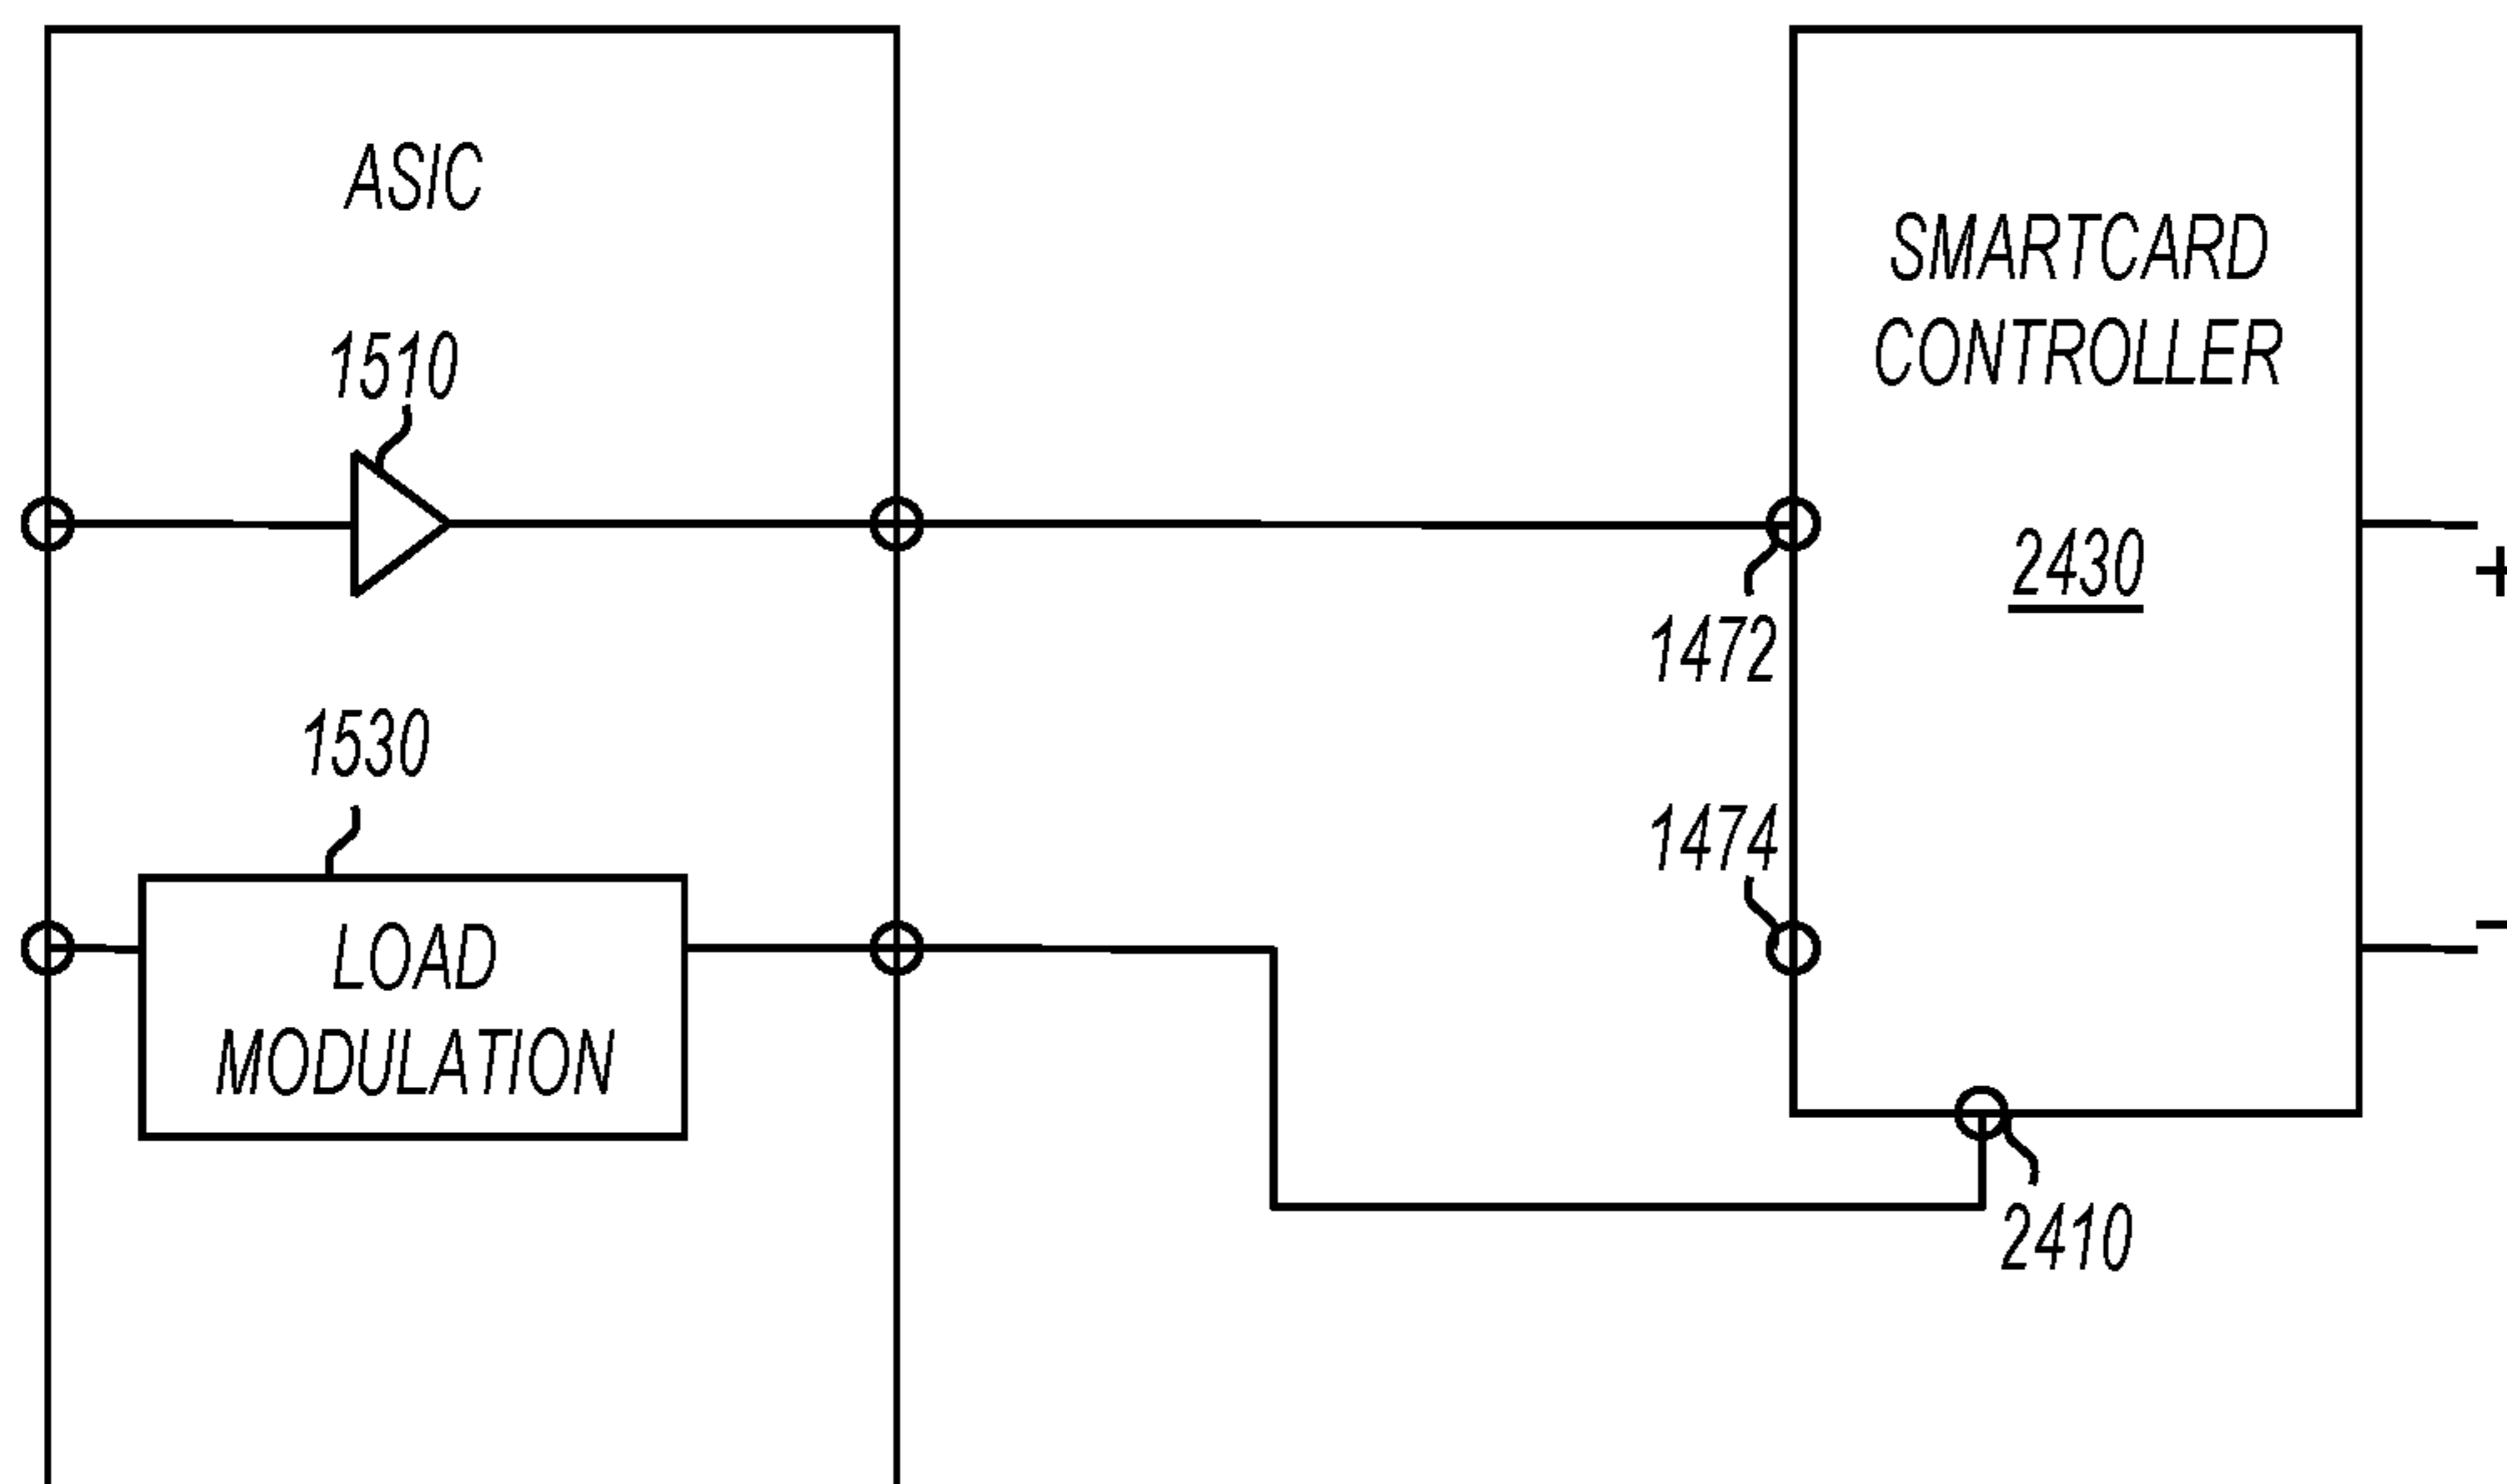 ASIC
1510
1530
LOAD
MODULATION
SMARTCARD
CONTROLLER
2430
1472
1474
2410
+
-